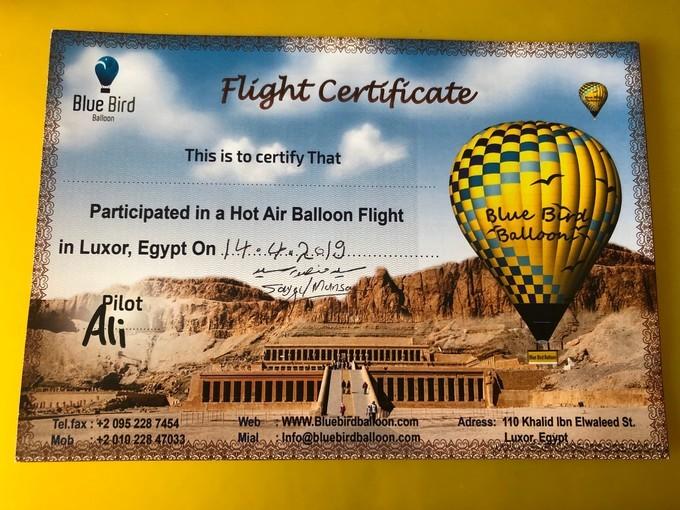 Blue Bird
Balloon
Flight Certificate
This is to certify That
Participated in a Hot Air Balloon Flight
in Luxor, Egypt On 14.4.2019
Sayed
Pilot
Ali
Blue Bird
Balloon
Blue Bird Balloon
Tel.fax : +2 095 228 7454
Mob : +2 010 228 47033
Web : WWW.Bluebirdballoon.com
Mial : Info@bluebirdballoon.com
Adress: 110 Khalid Ibn Elwaleed St.
Luxor, Egypt